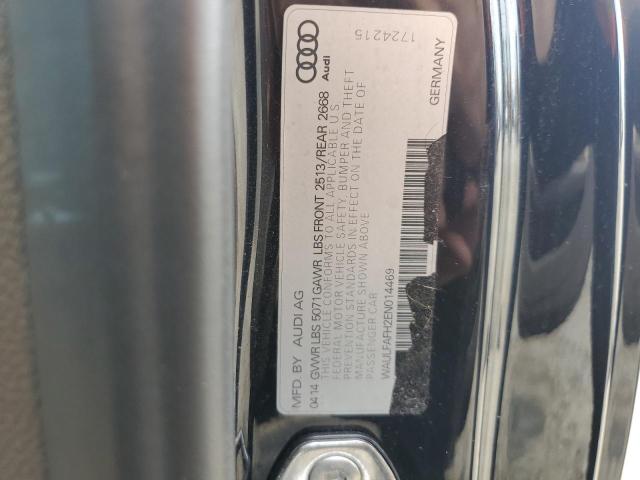 MFD. BY AUDI AG
04 14 GVWR LBS 5071 GAWR LBS FRONT 2513/REAR 2668
THIS VEHICLE CONFORMS TO ALL APPLICABLE U.S.
FEDERAL MOTOR VEHICLE SAFETY, BUMPER AND THEFT
PREVENTION STANDARDS IN EFFECT ON THE DATE OF
MANUFACTURE SHOWN ABOVE
PASSENGER CAR
WAULFAFH2EN014469
Audi
1724215
GERMANY